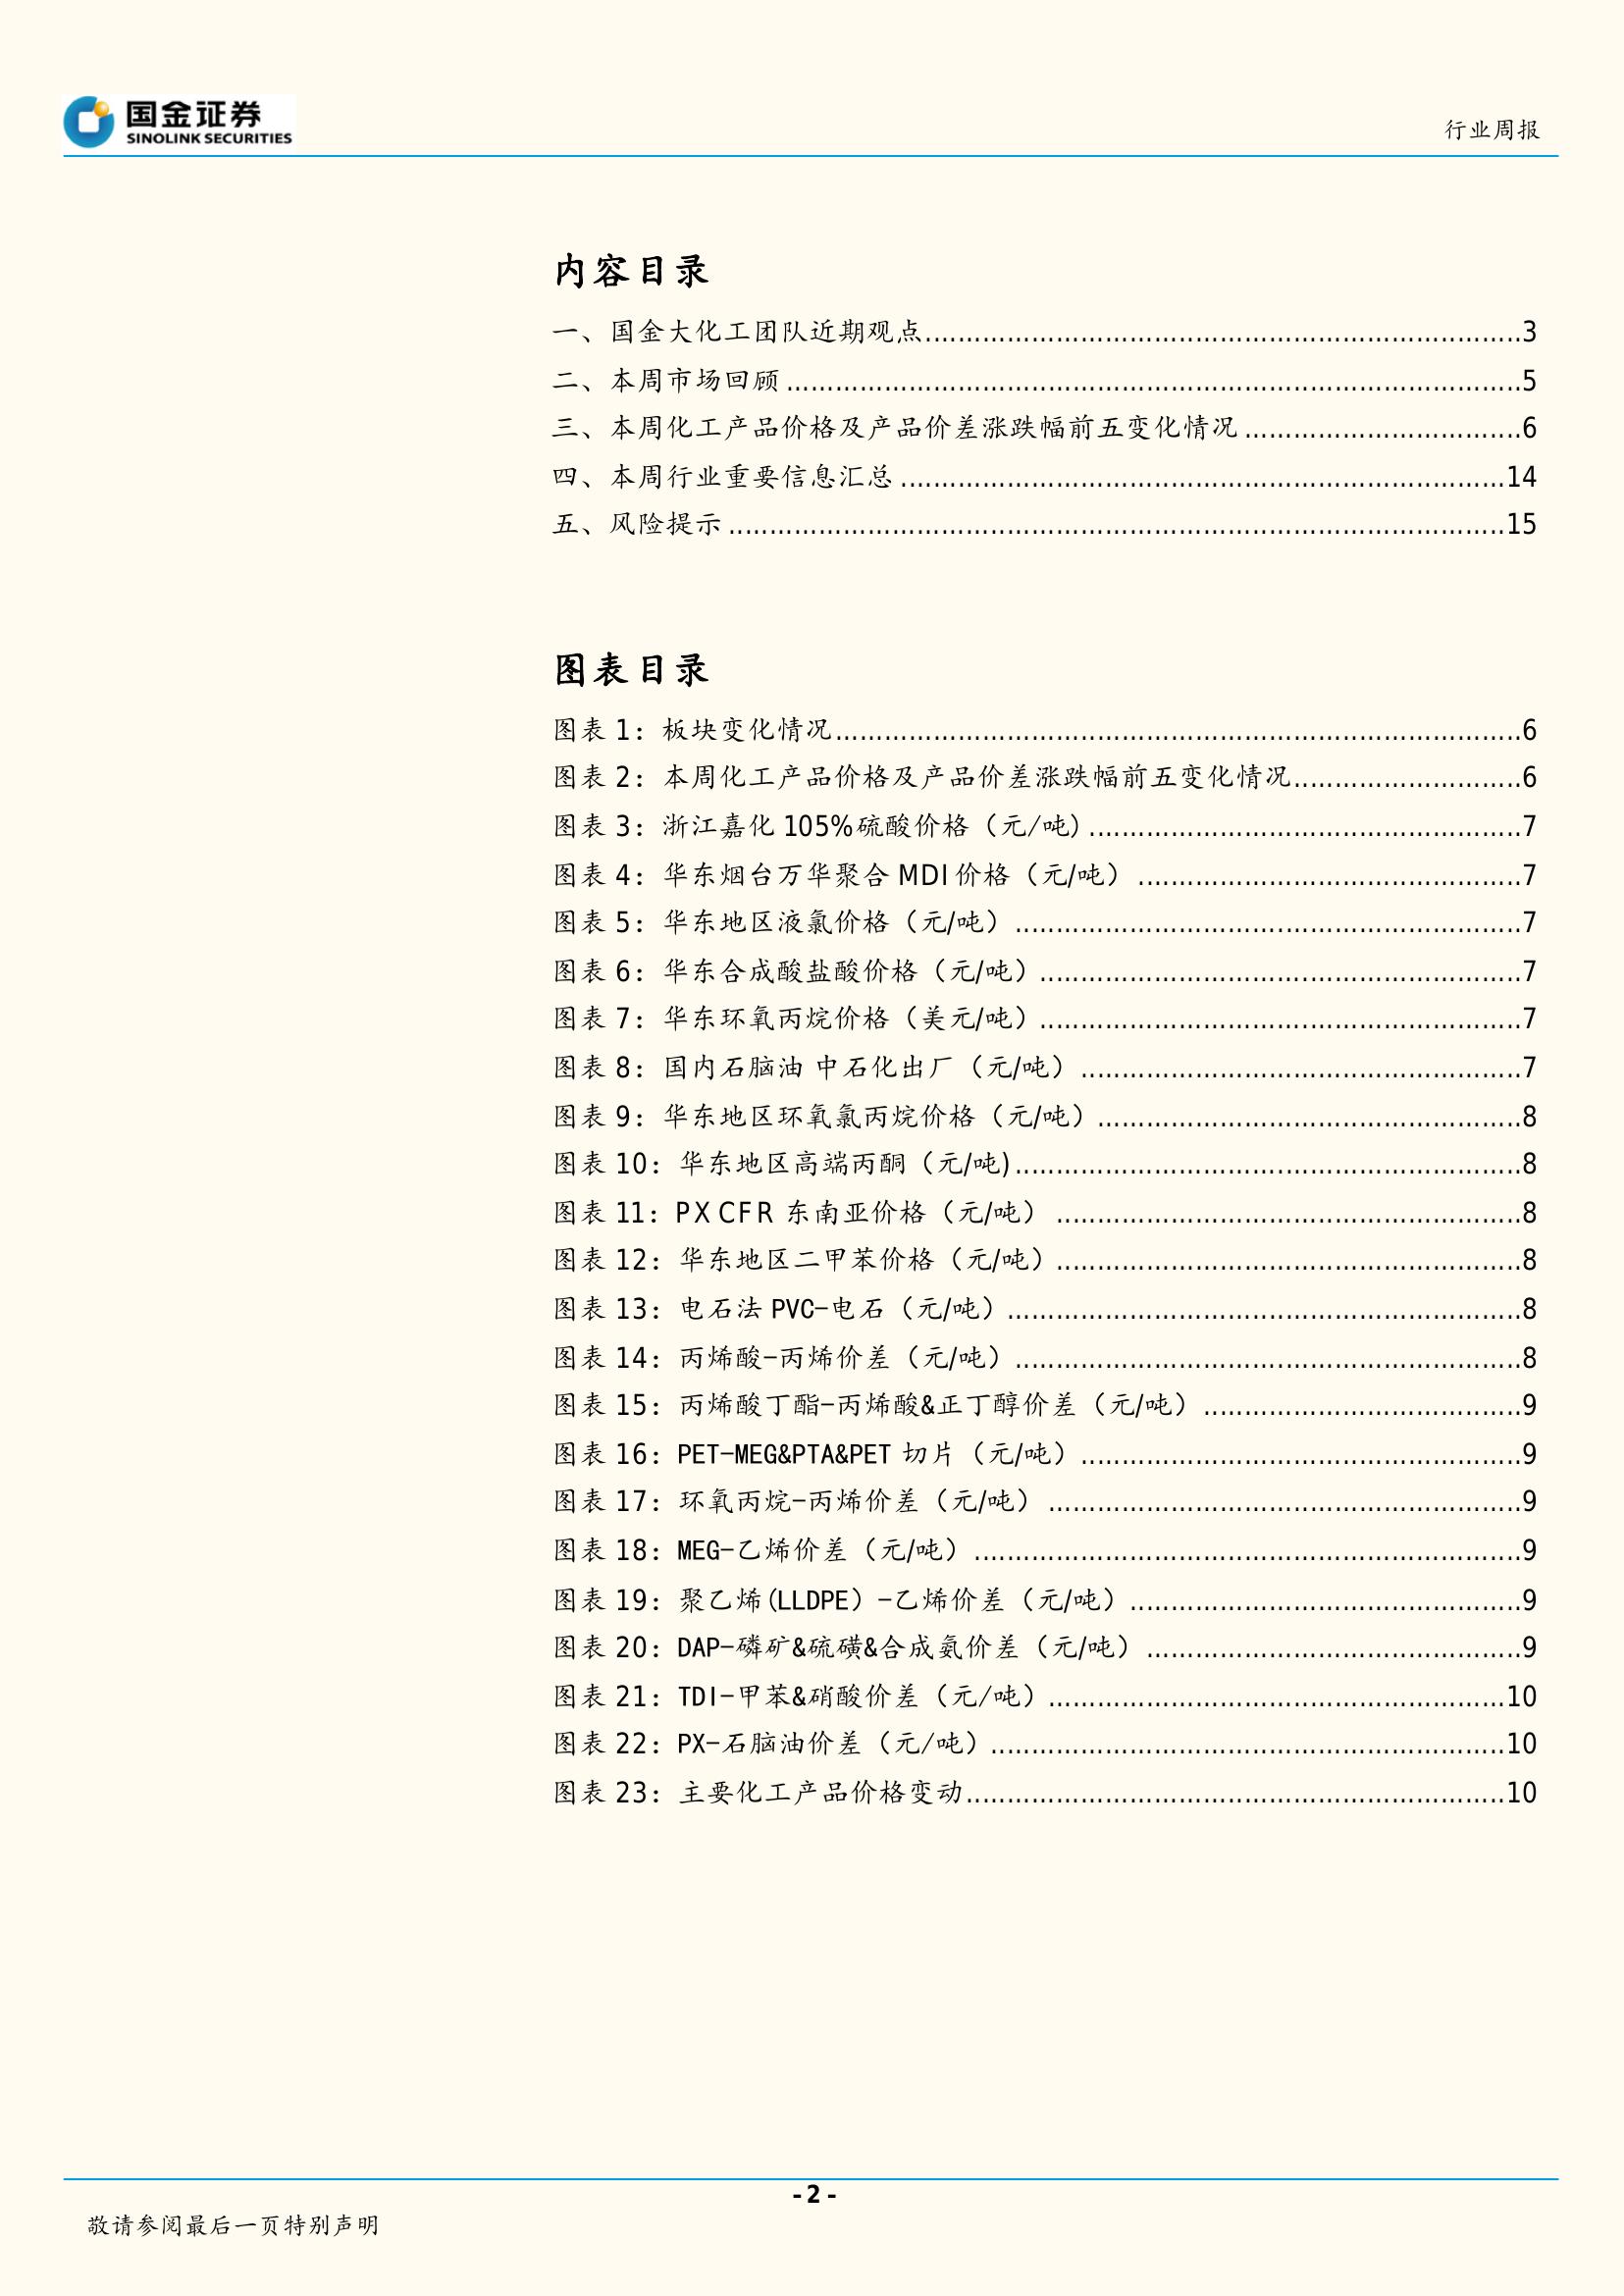 国金证券
SINOLINK SECURITIES
行业周报
内容目录
一、国金大化工团队近期观点.......................................................................3
二、本周市场回顾.......................................................................5
三、本周化工产品价格及产品价差涨跌幅前五变化情况..................................6
四、本周行业重要信息汇总.......................................................................14
五、风险提示.......................................................................15
图表目录
图表 1：板块变化情况.......................................................................6
图表 2：本周化工产品价格及产品价差涨跌幅前五变化情况............................6
图表 3：浙江嘉化 105%硫酸价格（元/吨).....................................................7
图表 4：华东烟台万华聚合 MDI 价格（元/吨）...............................................7
图表 5：华东地区液氯价格（元/吨）..............................................................7
图表 6：华东合成酸盐酸价格（元/吨）...........................................................7
图表 7：华东环氧丙烷价格（美元/吨）...........................................................7
图表 8：国内石脑油 中石化出厂（元/吨）......................................................7
图表 9：华东地区环氧氯丙烷价格（元/吨）....................................................8
图表 10：华东地区高端丙酮（元/吨)..............................................................8
图表 11：PX CFR 东南亚价格（元/吨）.........................................................8
图表 12：华东地区二甲苯价格（元/吨）.........................................................8
图表 13：电石法 PVC-电石（元/吨）...............................................................8
图表 14：丙烯酸-丙烯价差（元/吨）..............................................................8
图表 15：丙烯酸丁酯-丙烯酸&正丁醇价差（元/吨）.......................................9
图表 16：PET-MEG&PTA&PET 切片（元/吨）......................................................9
图表 17：环氧丙烷-丙烯价差（元/吨）..........................................................9
图表 18：MEG-乙烯价差（元/吨）...................................................................9
图表 19：聚乙烯(LLDPE）-乙烯价差（元/吨）................................................9
图表 20：DAP-磷矿&硫磺&合成氨价差（元/吨）..............................................9
图表 21：TDI-甲苯&硝酸价差（元/吨）........................................................10
图表 22：PX-石脑油价差（元/吨）...............................................................10
图表 23：主要化工产品价格变动..................................................................10
- 2 -
敬请参阅最后一页特别声明